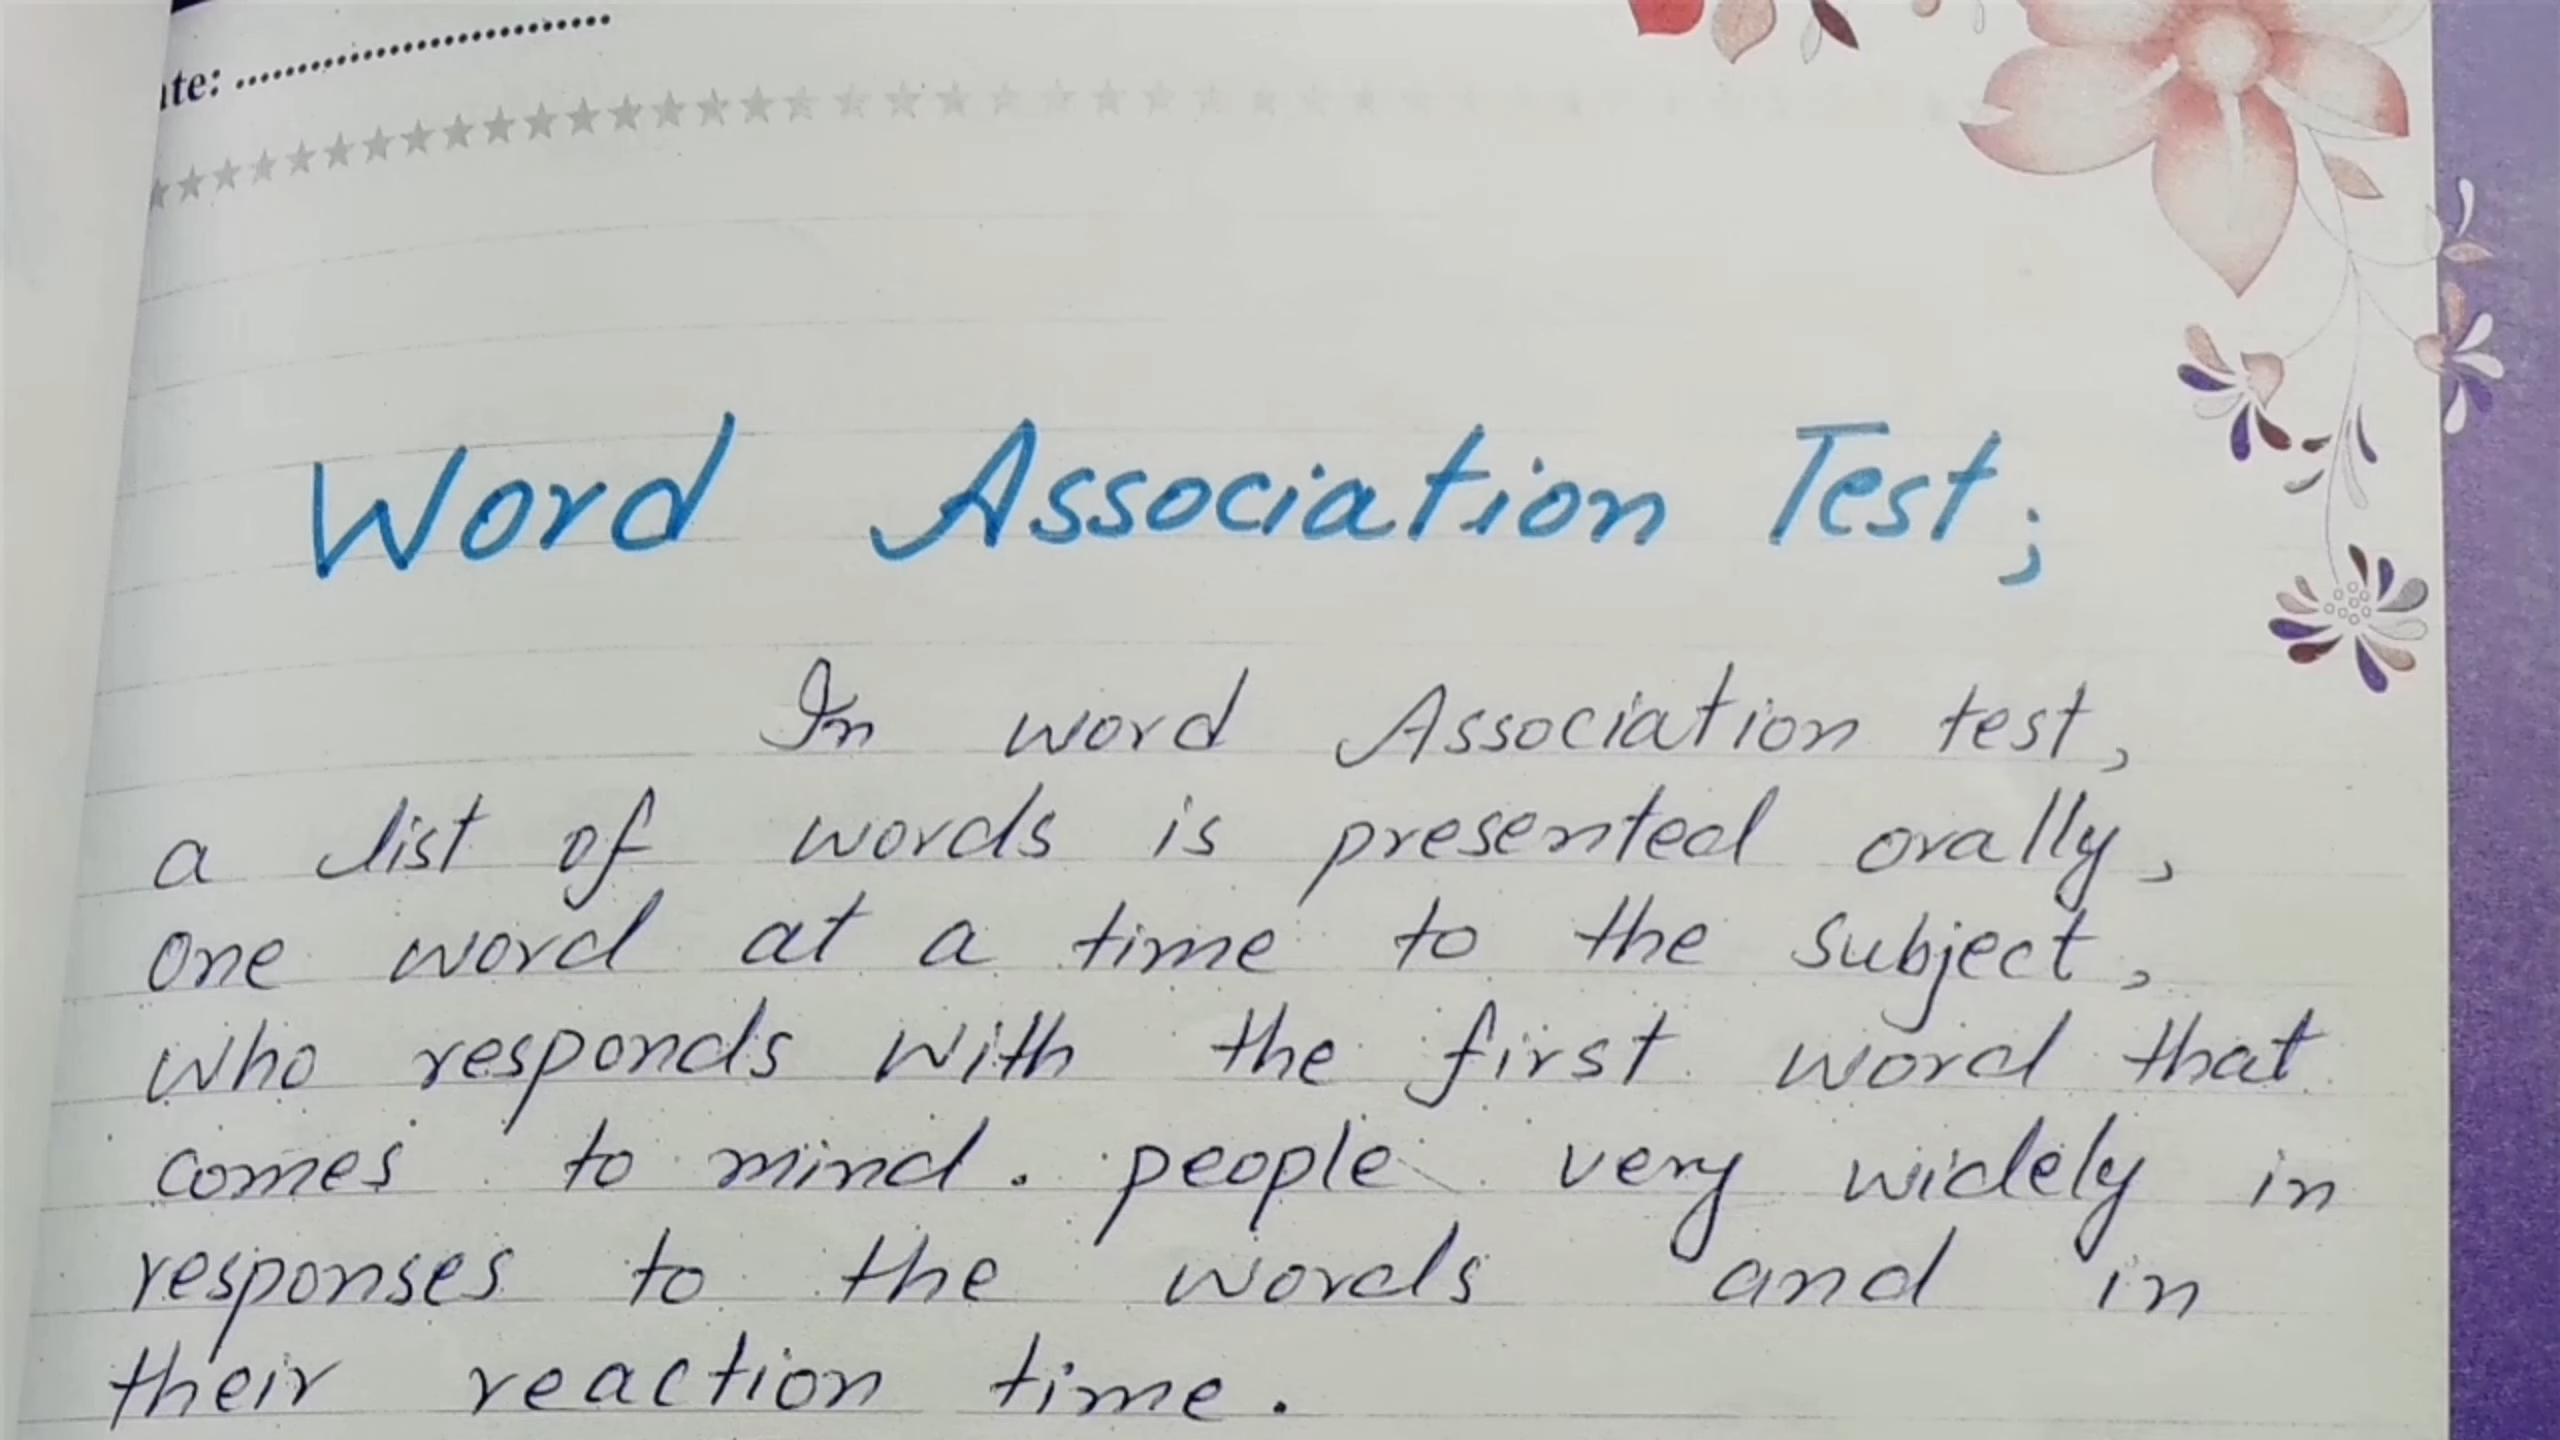 ate: ..............................
Word Association Test;
In word Association test,
a list of words is presented orally,
one word at a time to the subject,
who responds with the first word that
comes to mind. people very widely in
responses to the words and in
their reaction time.